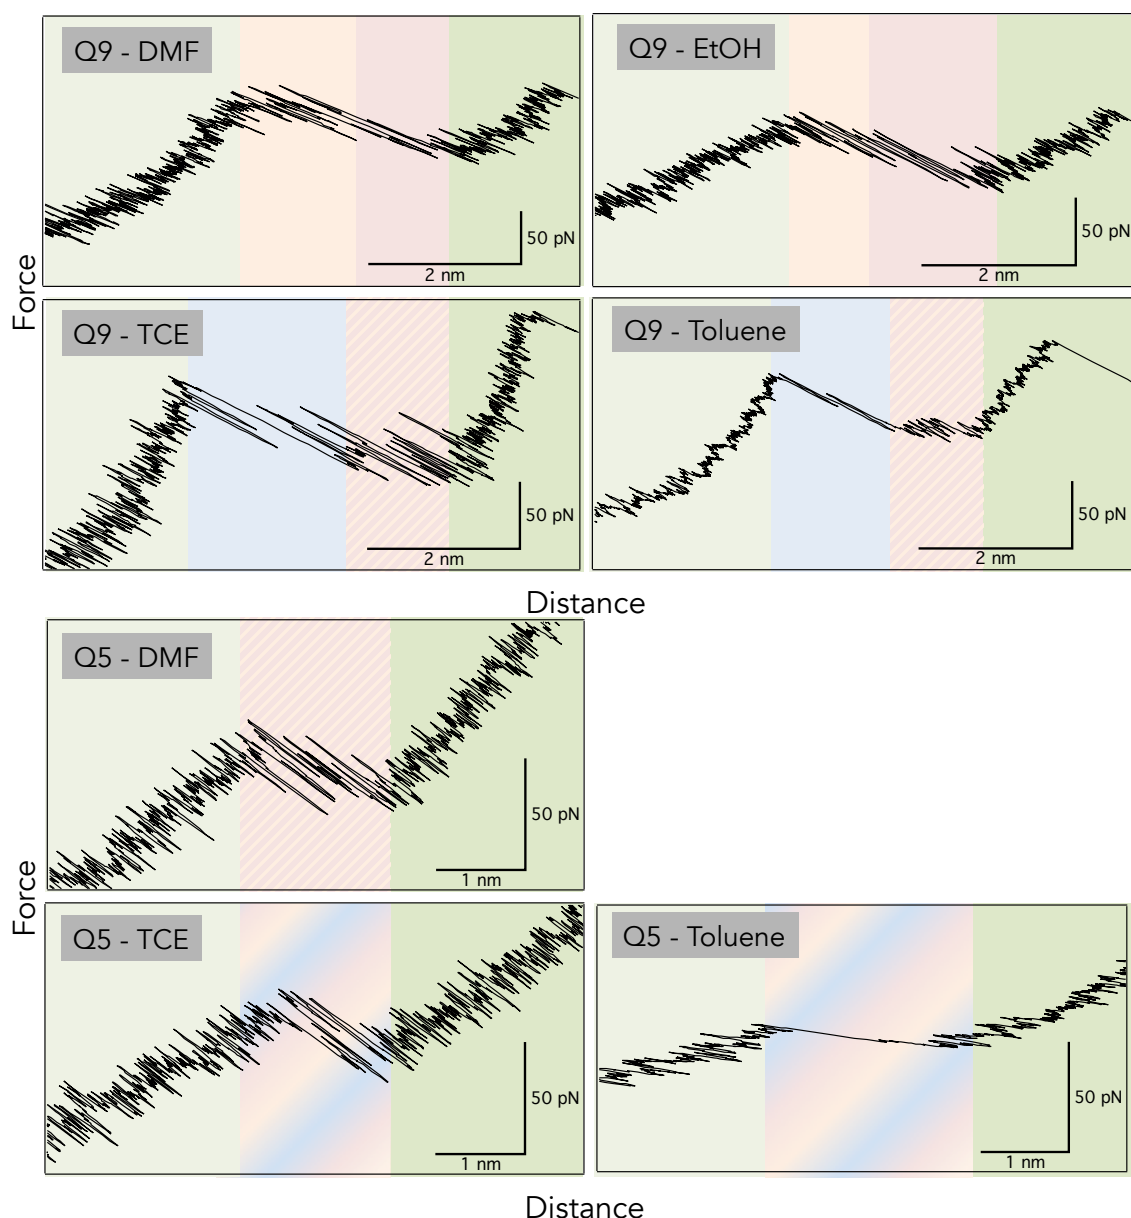 Q9 - DMF
50 pN
2 nm
Q9 - EtOH
50 pN
2 nm
Force
Q9 - TCE
50 pN
2 nm
Q9 - Toluene
50 pN
2 nm
Distance
Q5 - DMF
50 pN
1 nm
Force
Q5 - TCE
50 pN
1 nm
Q5 - Toluene
50 pN
1 nm
Distance